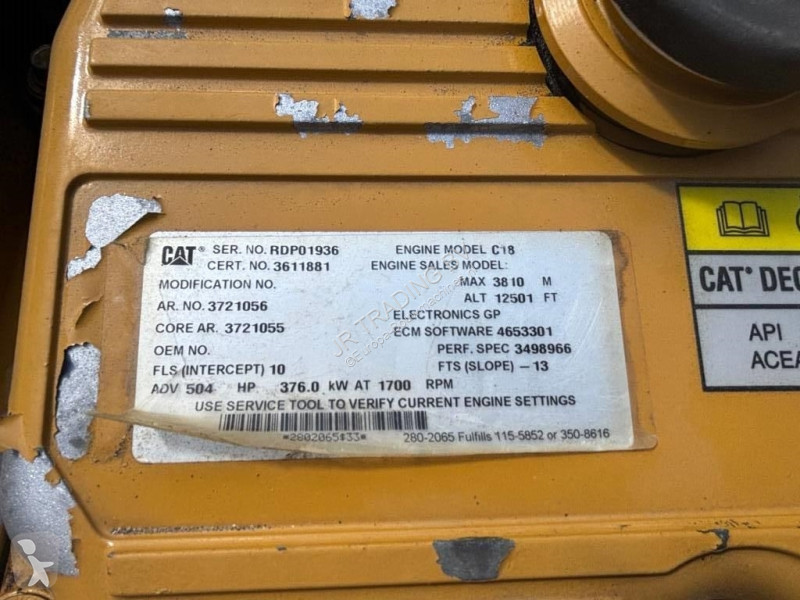 CAT® SER. NO. RDP01936 ENGINE MODEL C18
CERT. NO. 3611881 ENGINE SALES MODEL:
MODIFICATION NO. MAX 3810 M
AR. NO. 3721056 ALT 12501 FT
ELECTRONICS GP
CORE AR. 3721055 ECM SOFTWARE 4653301
OEM NO. PERF. SPEC 3498966
FLS (INTERCEPT) 10 FTS (SLOPE) -13
ADV 504 HP 376.0 kW AT 1700 RPM
USE SERVICE TOOL TO VERIFY CURRENT ENGINE SETTINGS
*2802065#33* 280-2065 Fulfills 115-5852 or 350-8616
CAT® DEO
API
ACEA
JR TRADING